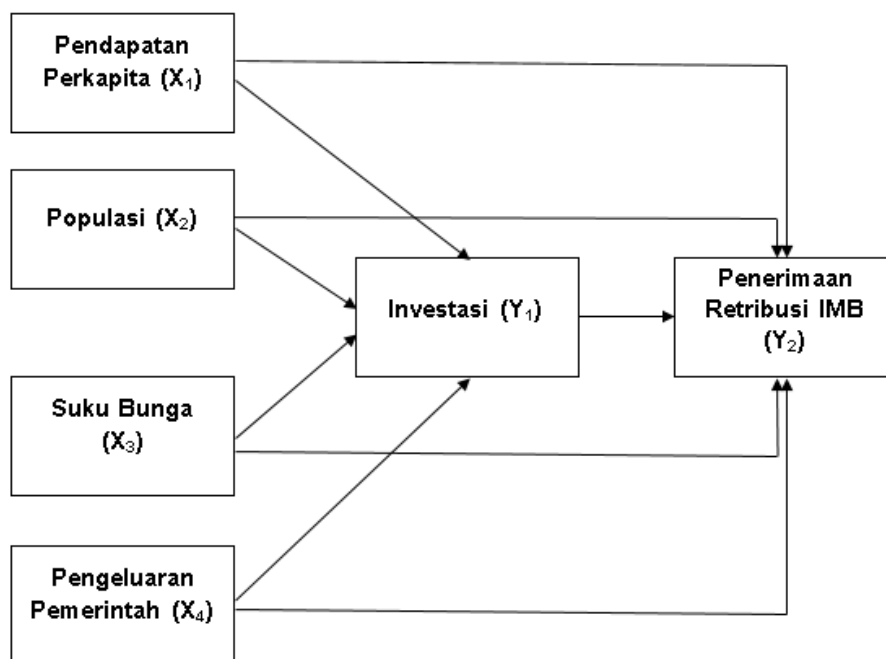 Pendapatan
Perkapita (X₁)
Populasi (X₂)
Investasi (Y₁)
Penerimaan
Retribusi IMB
(Y₂)
Suku Bunga
(X₃)
Pengeluaran
Pemerintah (X₄)